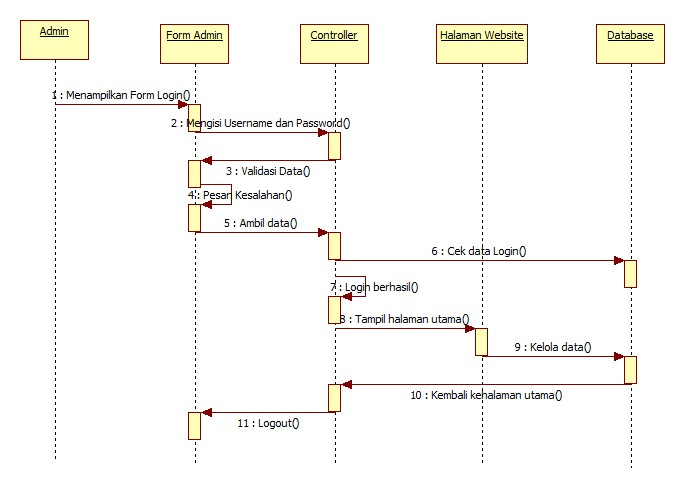 Admin
Form Admin
Controller
Halaman Website
Database
1 : Menampilkan Form Login()
2 : Mengisi Username dan Password()
3 : Validasi Data()
4 : Pesan Kesalahan()
5 : Ambil data()
6 : Cek data Login()
7 : Login berhasil()
8 : Tampil halaman utama()
9 : Kelola data()
10 : Kembali kehalaman utama()
11 : Logout()